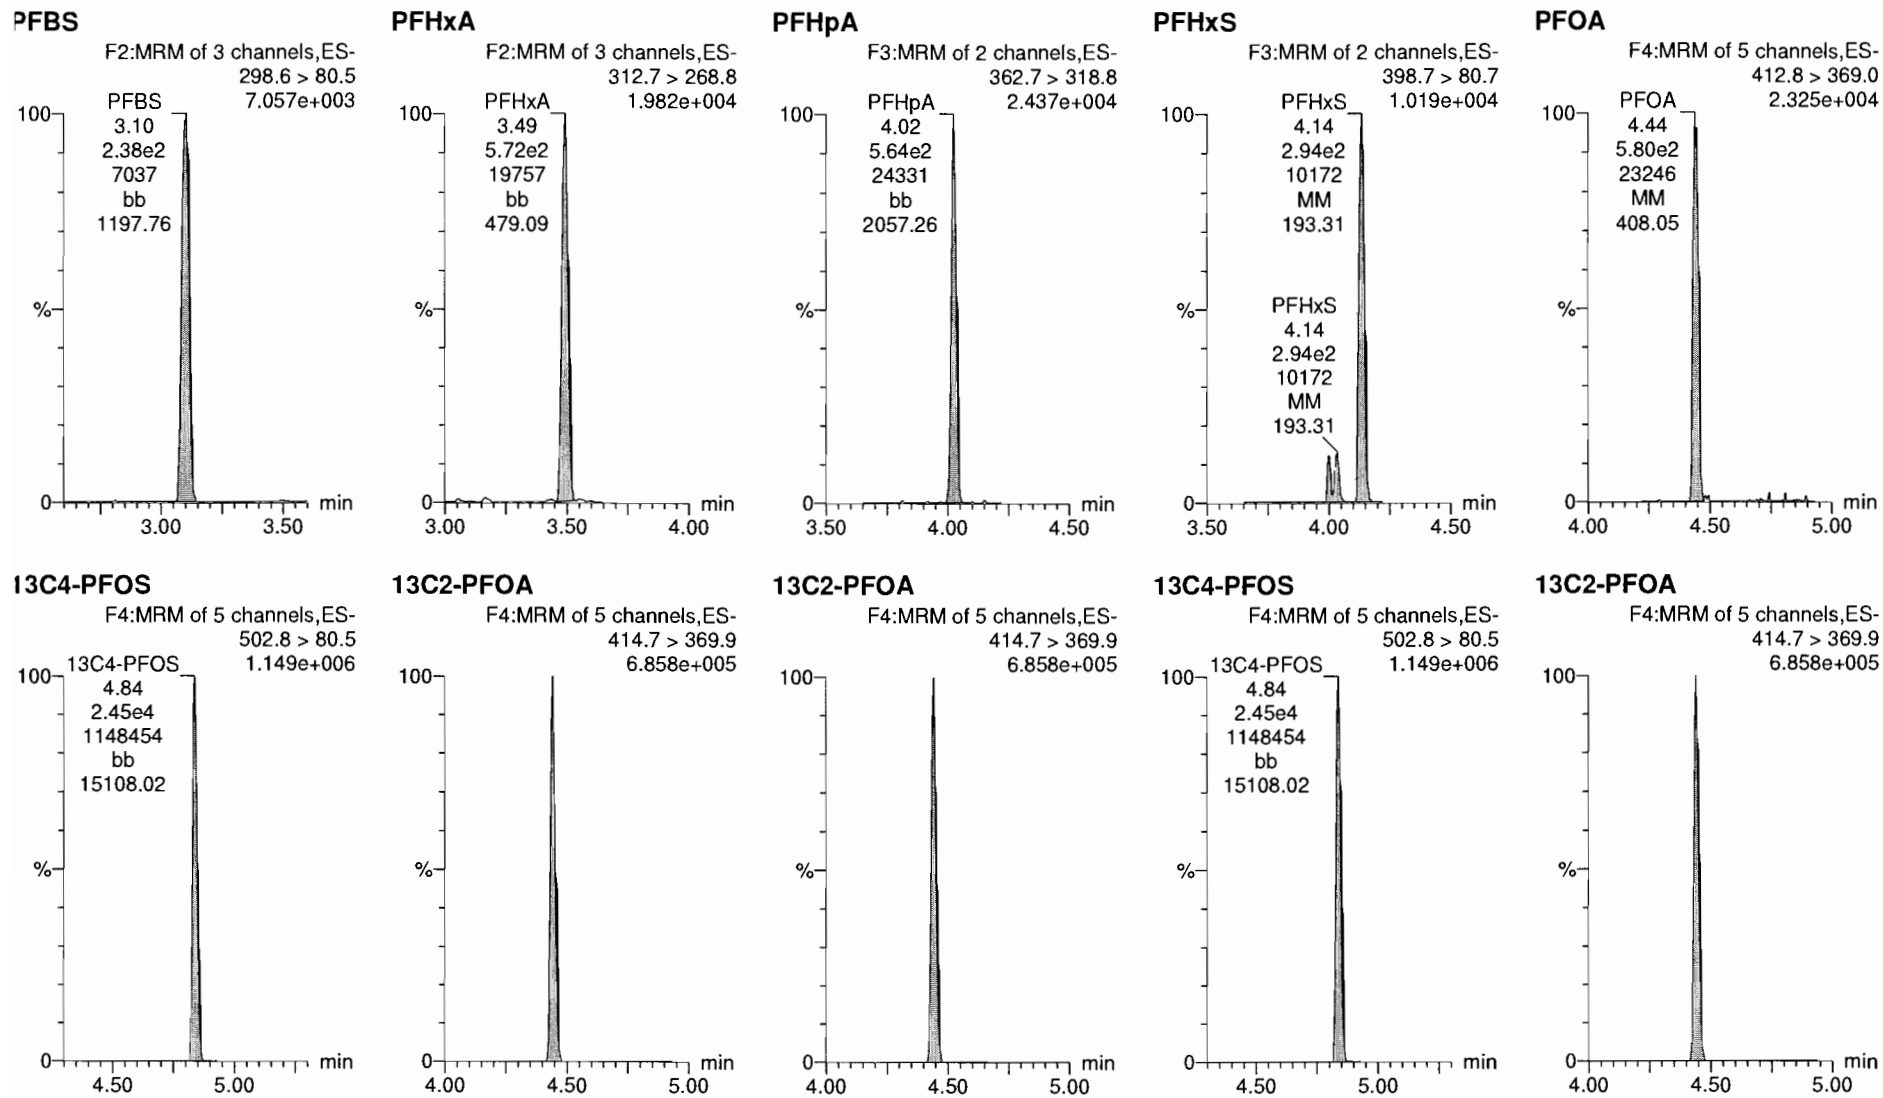 PFBS
F2:MRM of 3 channels,ES-
298.6 > 80.5
7.057e+003
PFBS
3.10
2.38e2
7037
bb
1197.76
100
%
0
min
3.00
3.50
PFHxA
F2:MRM of 3 channels,ES-
312.7 > 268.8
1.982e+004
PFHxA
3.49
5.72e2
19757
bb
479.09
100
%
0
min
3.00
3.50
4.00
PFHpA
F3:MRM of 2 channels,ES-
362.7 > 318.8
2.437e+004
PFHpA
4.02
5.64e2
24331
bb
2057.26
100
%
0
min
3.50
4.00
4.50
PFHxS
F3:MRM of 2 channels,ES-
398.7 > 80.7
1.019e+004
PFHxS
4.14
2.94e2
10172
MM
193.31
PFHxS
4.14
2.94e2
10172
MM
193.31
100
%
0
min
3.50
4.00
4.50
PFOA
F4:MRM of 5 channels,ES-
412.8 > 369.0
2.325e+004
PFOA
4.44
5.80e2
23246
MM
408.05
100
%
0
min
4.00
4.50
5.00
13C4-PFOS
F4:MRM of 5 channels,ES-
502.8 > 80.5
1.149e+006
13C4-PFOS
4.84
2.45e4
1148454
bb
15108.02
100
%
0
min
4.50
5.00
13C2-PFOA
F4:MRM of 5 channels,ES-
414.7 > 369.9
6.858e+005
100
%
0
min
4.00
4.50
5.00
13C2-PFOA
F4:MRM of 5 channels,ES-
414.7 > 369.9
6.858e+005
100
%
0
min
4.00
4.50
5.00
13C4-PFOS
F4:MRM of 5 channels,ES-
502.8 > 80.5
1.149e+006
13C4-PFOS
4.84
2.45e4
1148454
bb
15108.02
100
%
0
min
4.50
5.00
13C2-PFOA
F4:MRM of 5 channels,ES-
414.7 > 369.9
6.858e+005
100
%
0
min
4.00
4.50
5.00